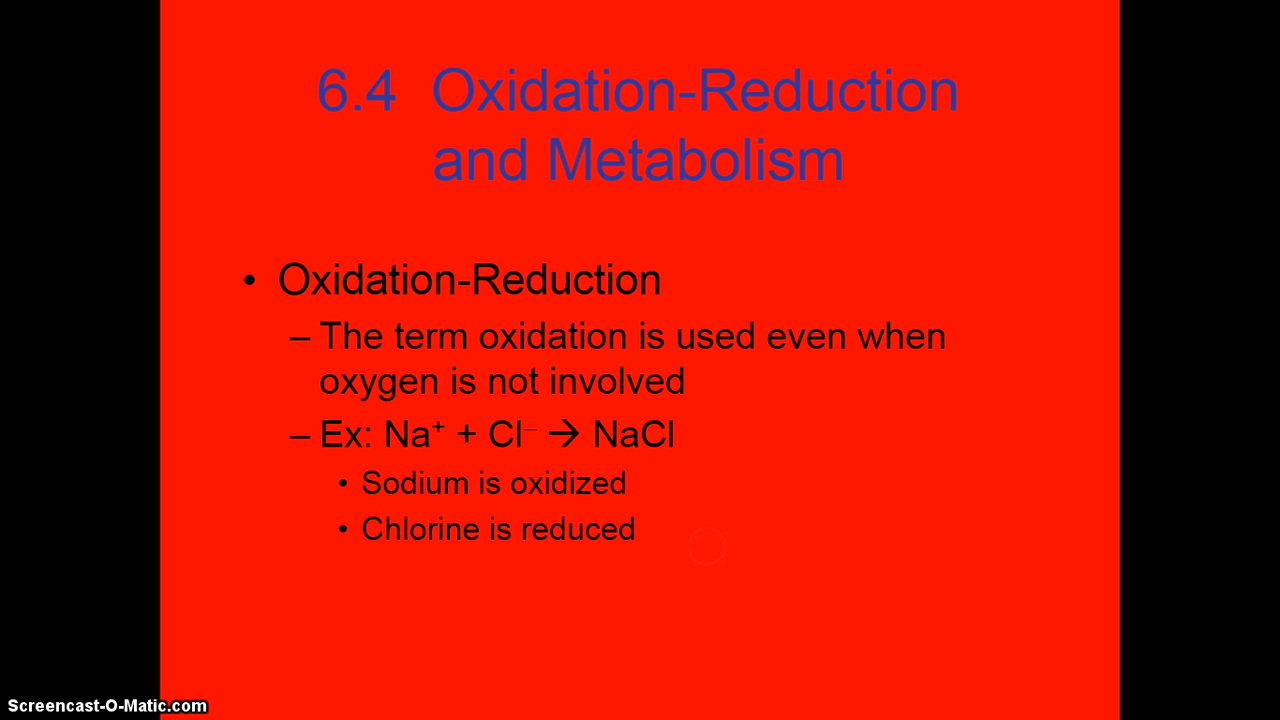 6.4 Oxidation-Reduction
and Metabolism
• Oxidation-Reduction
– The term oxidation is used even when
oxygen is not involved
– Ex: Na⁺ + Cl⁻ → NaCl
• Sodium is oxidized
• Chlorine is reduced
Screencast-O-Matic.com